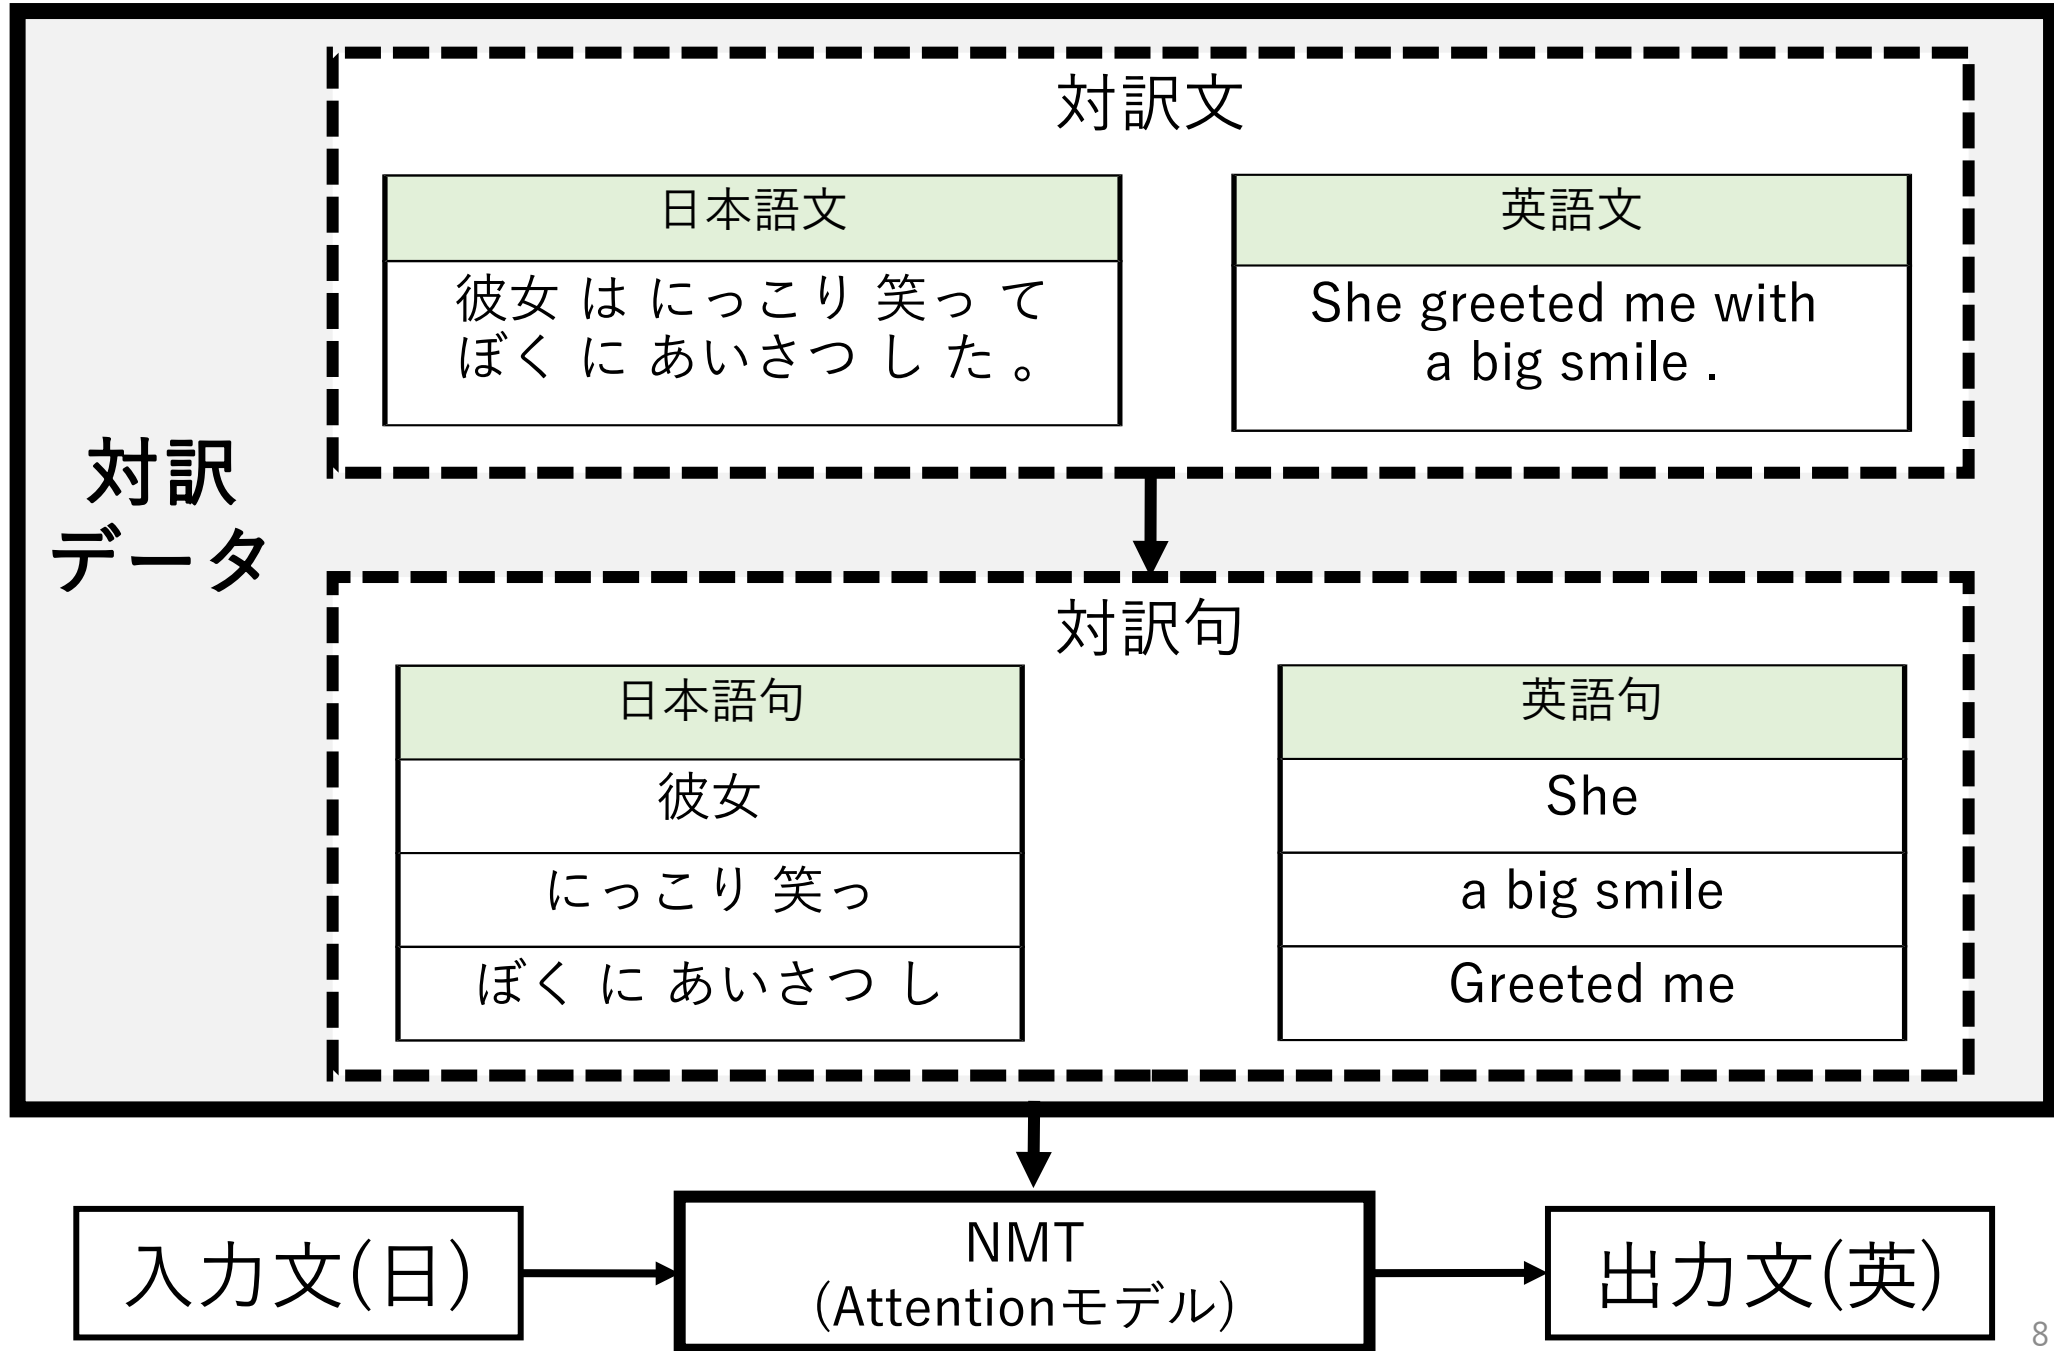 対訳文
日本語文
英語文
彼女 は にっこり 笑っ て
ぼく に あいさつ し た 。
She greeted me with
a big smile .
対訳
データ
対訳句
日本語句
英語句
彼女
She
にっこり 笑っ
a big smile
ぼく に あいさつ し
Greeted me
入力文(日)
NMT
(Attentionモデル)
出力文(英)
8